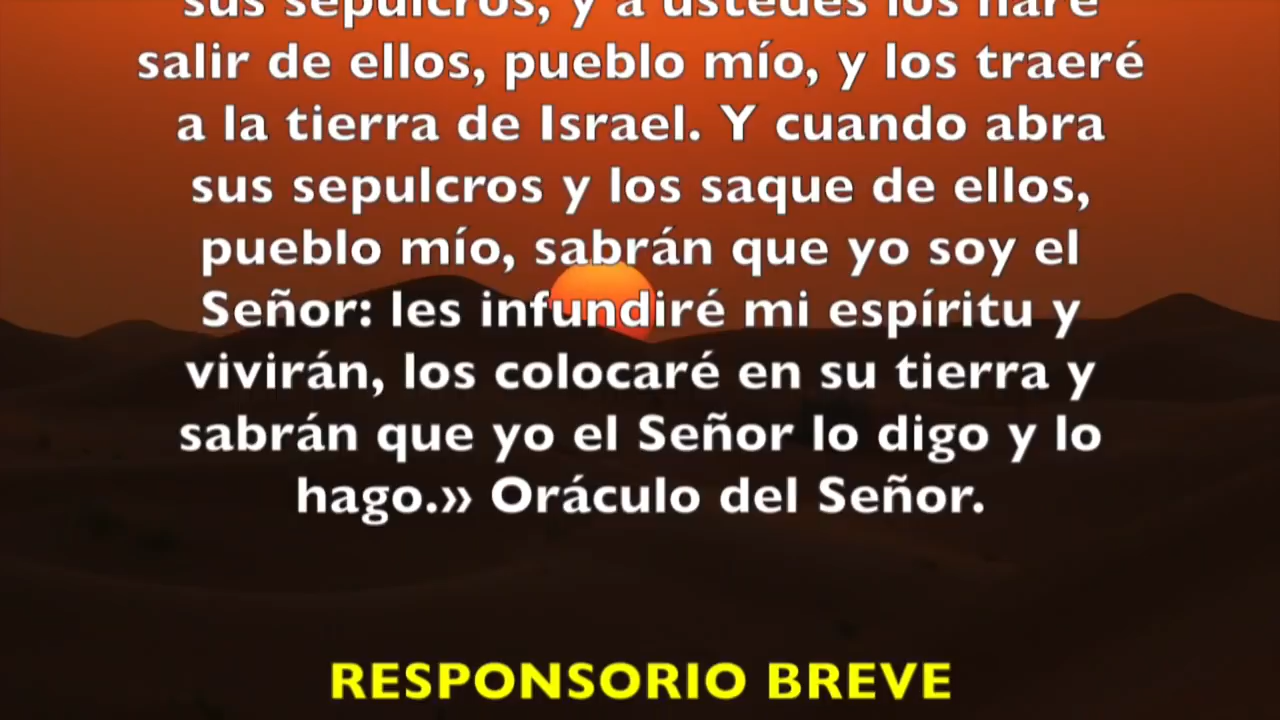 sus sepulcros, y a ustedes los haré
salir de ellos, pueblo mío, y los traeré
a la tierra de Israel. Y cuando abra
sus sepulcros y los saque de ellos,
pueblo mío, sabrán que yo soy el
Señor: les infundiré mi espíritu y
vivirán, los colocaré en su tierra y
sabrán que yo el Señor lo digo y lo
hago.» Oráculo del Señor.
RESPONSORIO BREVE